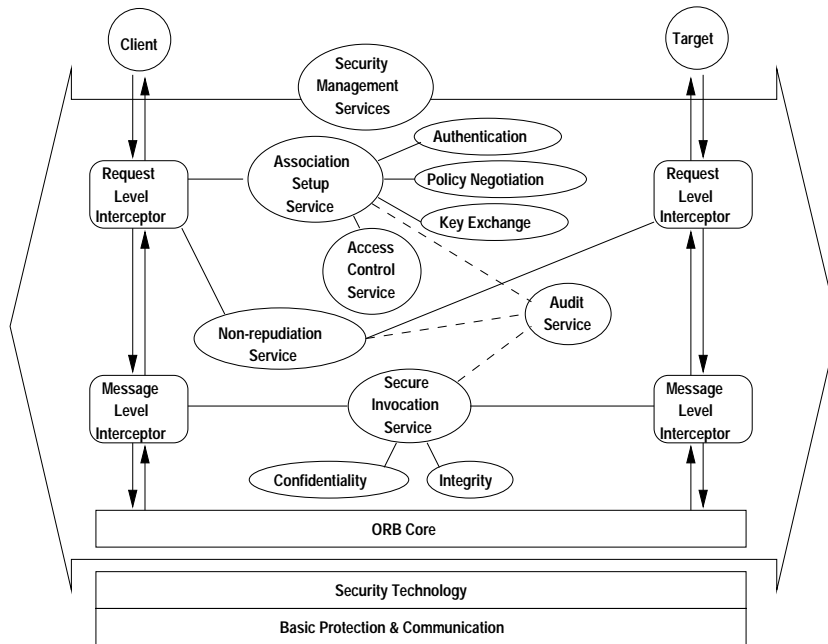 Client
Target
Security
Management
Services
Authentication
Request
Level
Interceptor
Association
Setup
Service
Policy Negotiation
Request
Level
Interceptor
Key Exchange
Access
Control
Service
Audit
Service
Non-repudiation
Service
Message
Level
Interceptor
Secure
Invocation
Service
Message
Level
Interceptor
Confidentiality
Integrity
ORB Core
Security Technology
Basic Protection & Communication